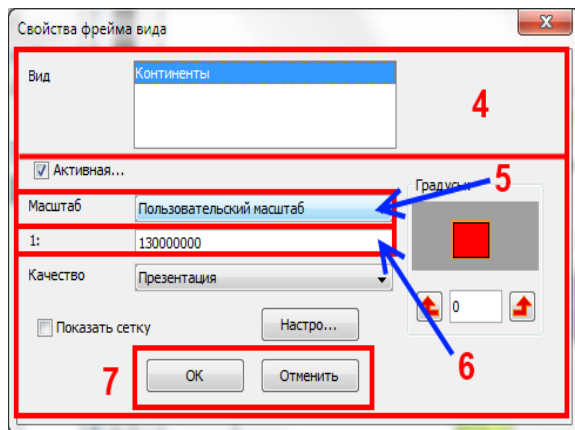 Свойства фрейма вида
x
Вид
Континенты
4
Активная...
Градусы:
5
Масштаб
Пользовательский масштаб
1:
130000000
Качество
Презентация
0
Показать сетку
Настро...
6
7
ОК
Отменить